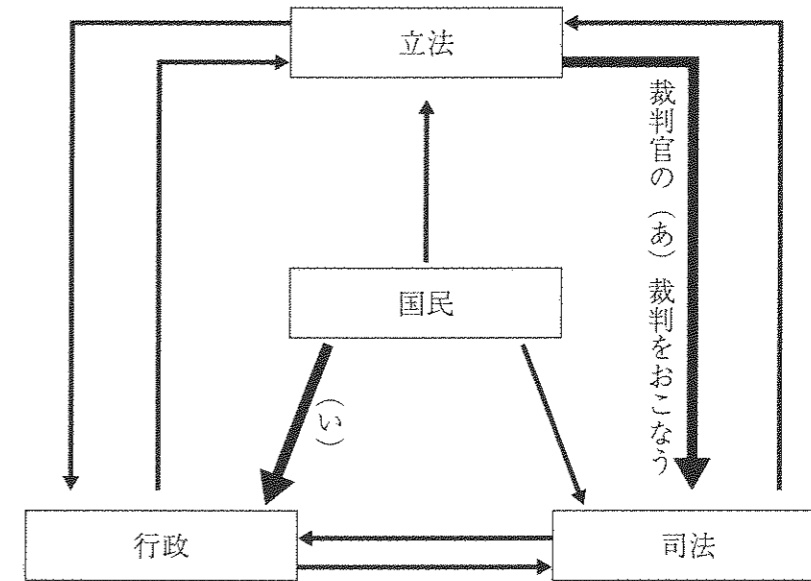 立法
裁判官の（あ）裁判をおこなう
国民
（い）
行政
司法